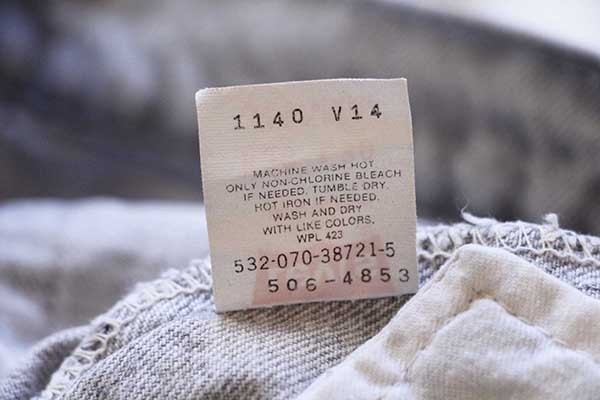 1140 V14
MACHINE WASH HOT
ONLY NON-CHLORINE BLEACH
IF NEEDED. TUMBLE DRY.
HOT IRON IF NEEDED.
WASH AND DRY
WITH LIKE COLORS.
WPL 423
532-070-38721-5
506-4853